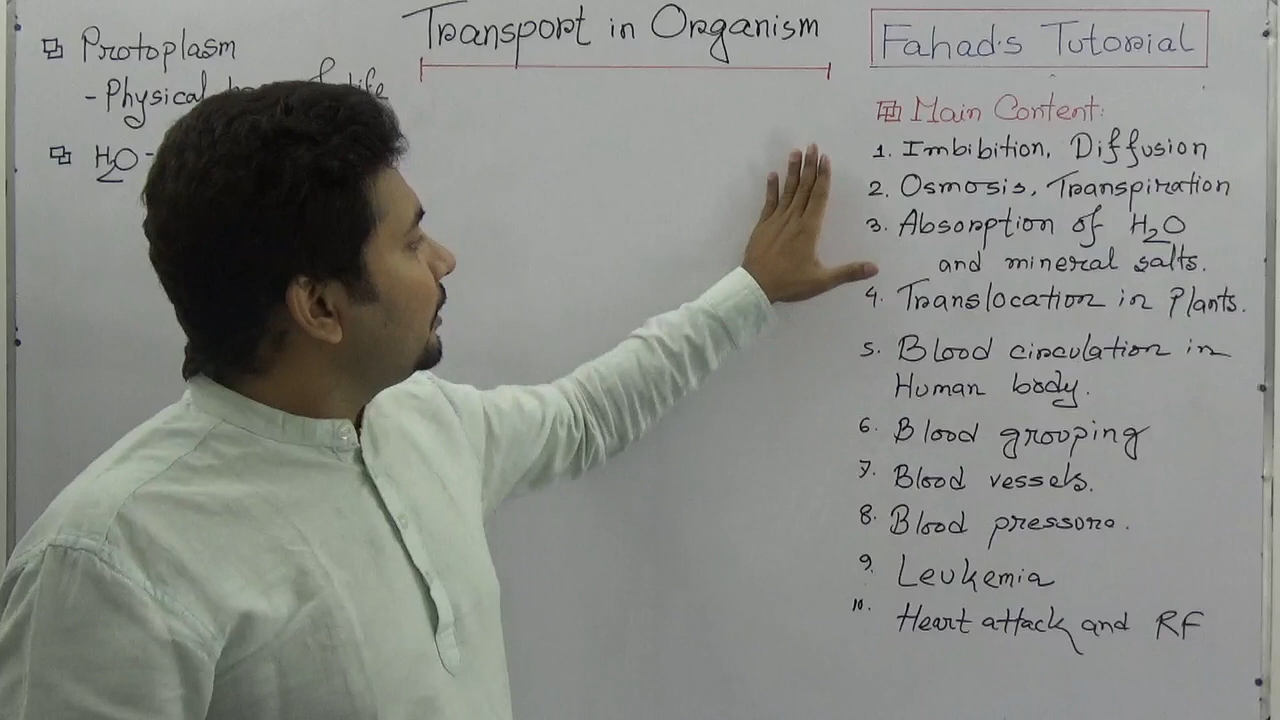 Transport in Organism
Protoplasm
- Physical
life
H2O -
Fahad's Tutorial
Main Content:
1. Imbibition, Diffusion
2. Osmosis, Transpiration
3. Absorption of H2O
and mineral salts.
4. Translocation in Plants.
5. Blood circulation in
Human body.
6. Blood grouping
7. Blood vessels.
8. Blood pressure.
9. Leukemia
10. Heart attack and RF